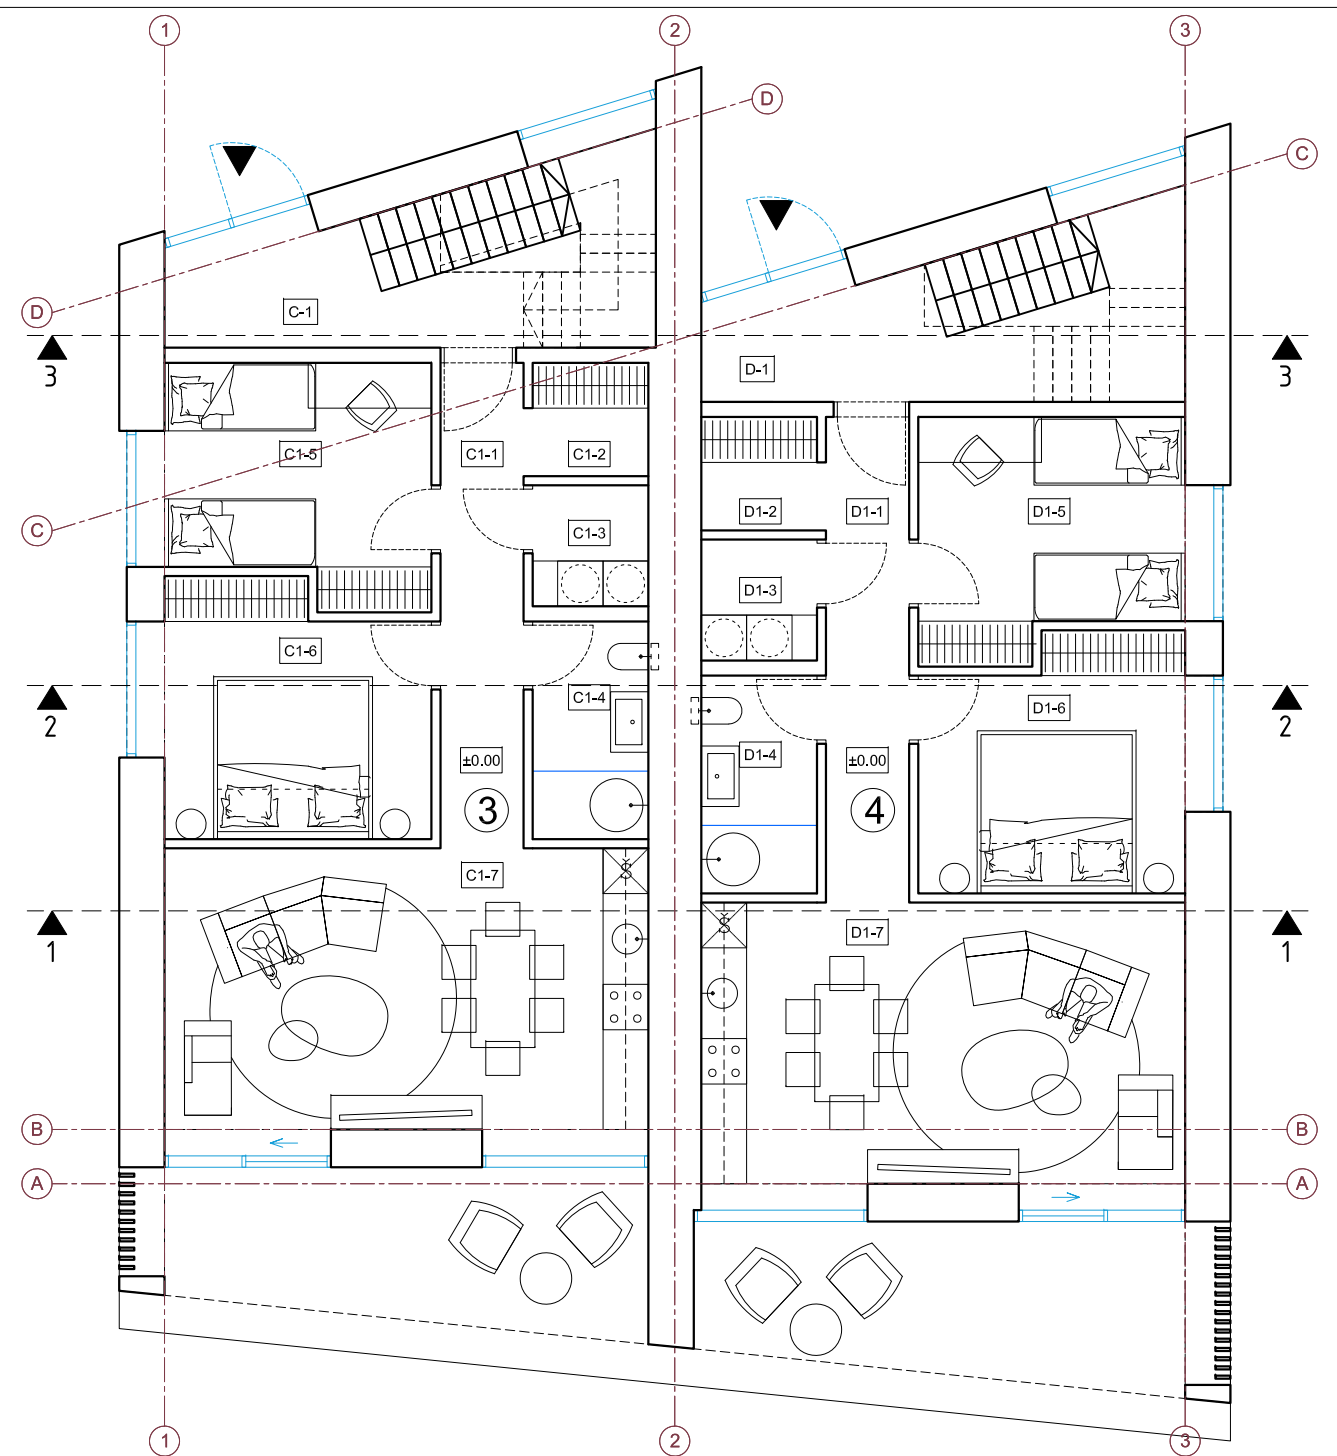 1 2 3
D
C
D
C-1
3 3
D-1
C1-5 C1-1 C1-2
D1-2 D1-1 D1-5
C
C1-3
D1-3
C1-6
C1-4
D1-6
2 2
D1-4
±0.00 ±0.00
3 4
C1-7
1 1
D1-7
B B
A A
1 2 3